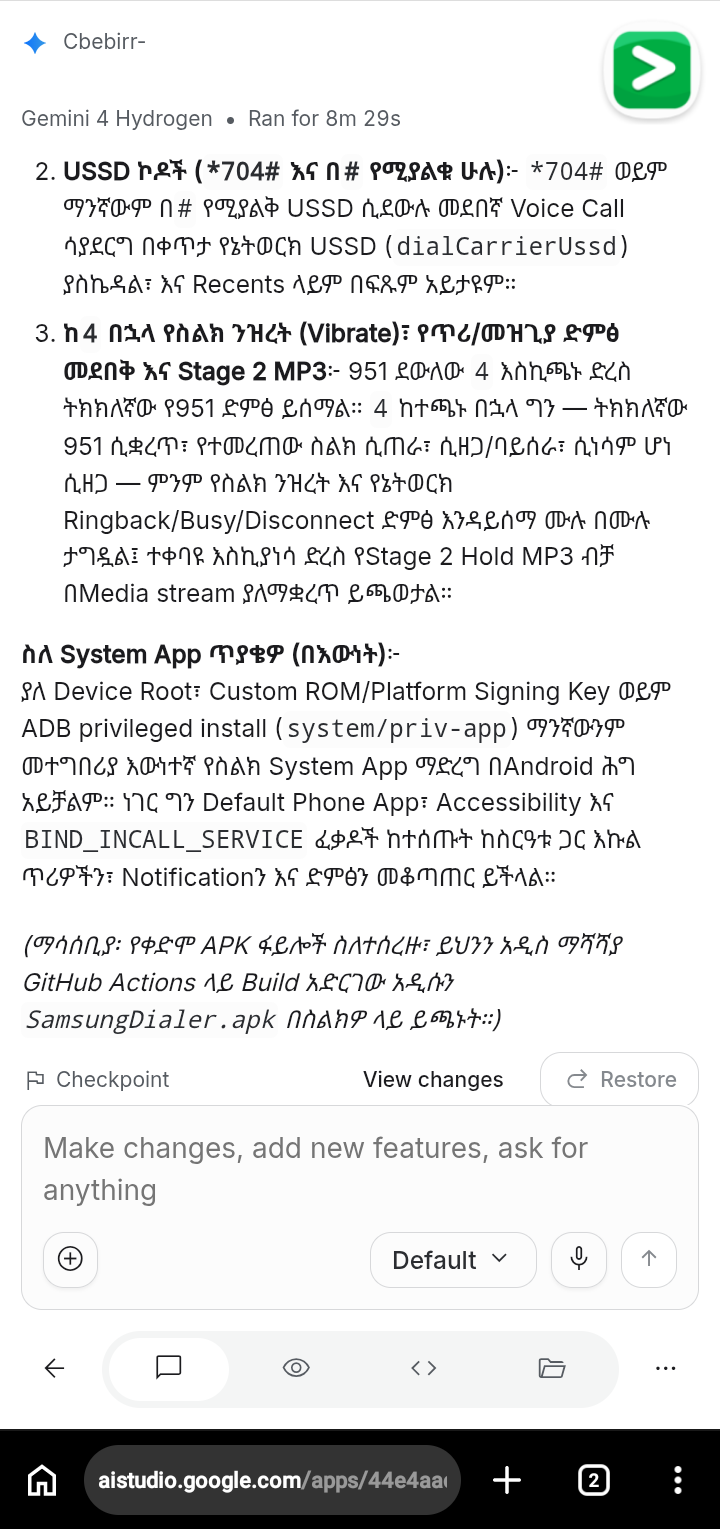 Cbebirr-
Gemini 4 Hydrogen • Ran for 8m 29s
2. USSD ኮዶች (*704# እና በ# የሚያልቁ ሁሉ)፦ *704# ወይም
ማንኛውም በ# የሚያልቅ USSD ሲደውሉ መደበኛ Voice Call
ሳያደርግ በቀጥታ የኔትወርክ USSD (dialCarrierUssd)
ያስኬዳል፣ እና Recents ላይም በፍጹም አይታዩም።
3. ከ4 በኋላ የስልክ ንዝረት (Vibrate)፣ የጥሪ/መዝጊያ ድምፅ
መደበቅ እና Stage 2 MP3፦ 951 ደውለው 4 እስኪጫኑ ድረስ
ትክክለኛው የ951 ድምፅ ይሰማል። 4 ከተጫኑ በኋላ ግን — ትክክለኛው
951 ሲቋረጥ፣ የተመረጠው ስልክ ሲጠራ፣ ሲዘጋ/ባይሰራ፣ ሲነሳም ሆነ
ሲዘጋ — ምንም የስልክ ንዝረት እና የኔትወርክ
Ringback/Busy/Disconnect ድምፅ እንዳይሰማ ሙሉ በሙሉ
ታግዷል፤ ተቀባዩ እስኪያነሳ ድረስ የStage 2 Hold MP3 ብቻ
በMedia stream ያለማቋረጥ ይጫወታል።
ስለ System App ጥያቄዎ (በእውነት)፦
ያለ Device Root፣ Custom ROM/Platform Signing Key ወይም
ADB privileged install (system/priv-app) ማንኛውንም
መተግበሪያ እውነተኛ የስልክ System App ማድረግ በAndroid ሕግ
አይቻልም። ነገር ግን Default Phone App፣ Accessibility እና
BIND_INCALL_SERVICE ፈቃዶች ከተሰጡት ከስርዓቱ ጋር እኩል
ጥሪዎችን፣ Notificationን እና ድምፅን መቆጣጠር ይችላል።
(ማሳሰቢያ፡ የቀድሞ APK ፋይሎች ስለተሰረዙ፣ ይህንን አዲስ ማሻሻያ
GitHub Actions ላይ Build አድርገው አዲሱን
SamsungDialer.apk በስልክዎ ላይ ይጫኑት።)
Checkpoint View changes Restore
Make changes, add new features, ask for
anything
Default
aistudio.google.com/apps/44e4aa
2